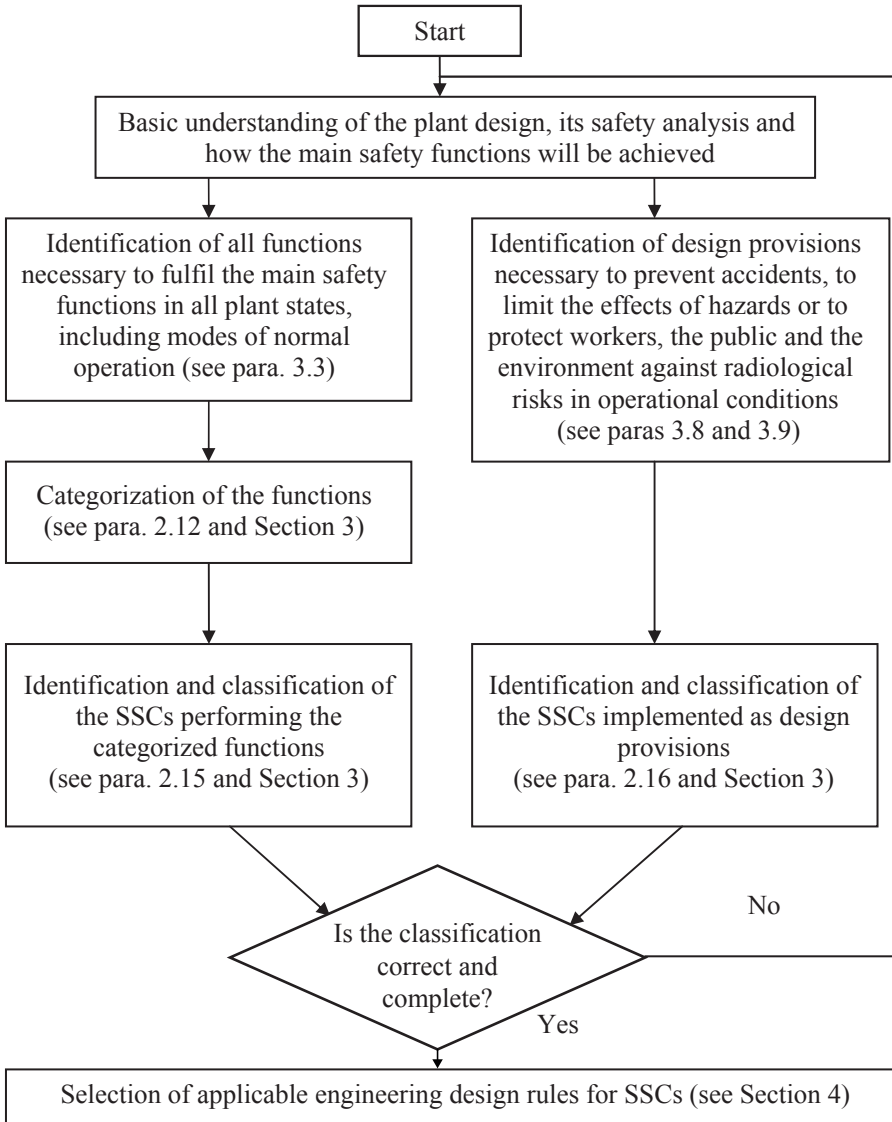 Start
Basic understanding of the plant design, its safety analysis and
how the main safety functions will be achieved
Identification of all functions
necessary to fulfil the main safety
functions in all plant states,
including modes of normal
operation (see para. 3.3)
Identification of design provisions
necessary to prevent accidents, to
limit the effects of hazards or to
protect workers, the public and the
environment against radiological
risks in operational conditions
(see paras 3.8 and 3.9)
Categorization of the functions
(see para. 2.12 and Section 3)
Identification and classification of
the SSCs performing the
categorized functions
(see para. 2.15 and Section 3)
Identification and classification of
the SSCs implemented as design
provisions
(see para. 2.16 and Section 3)
Is the classification
correct and
complete?
No
Yes
Selection of applicable engineering design rules for SSCs (see Section 4)